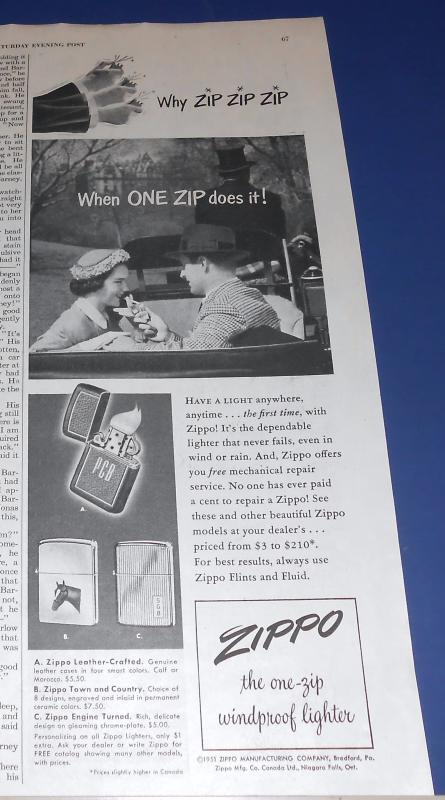 TURDAY EVENING POST
67
Why ZIP ZIP ZIP
When ONE ZIP does it!
HAVE A LIGHT anywhere,
anytime . . . the first time, with
Zippo! It's the dependable
lighter that never fails, even in
wind or rain. And, Zippo offers
you free mechanical repair
service. No one has ever paid
a cent to repair a Zippo! See
these and other beautiful Zippo
models at your dealer's . . .
priced from $3 to $210*.
For best results, always use
Zippo Flints and Fluid.
PCS
A.
B.
C.
A. Zippo Leather-Crafted. Genuine
leather cases in four smart colors. Calf or
Morocco. $5.50.
B. Zippo Town and Country. Choice of
8 designs, engraved and inlaid in permanent
ceramic colors. $7.50.
C. Zippo Engine Turned. Rich, delicate
design on gleaming chrome-plate. $5.00.
Personalizing on all Zippo Lighters, only $1
extra. Ask your dealer or write Zippo for
FREE catalog showing many other models,
with prices.
*Prices slightly higher in Canada
ZIPPO
the one-zip
windproof lighter
©1951 ZIPPO MANUFACTURING COMPANY, Bradford, Pa.
Zippo Mfg. Co. Canada Ltd., Niagara Falls, Ont.